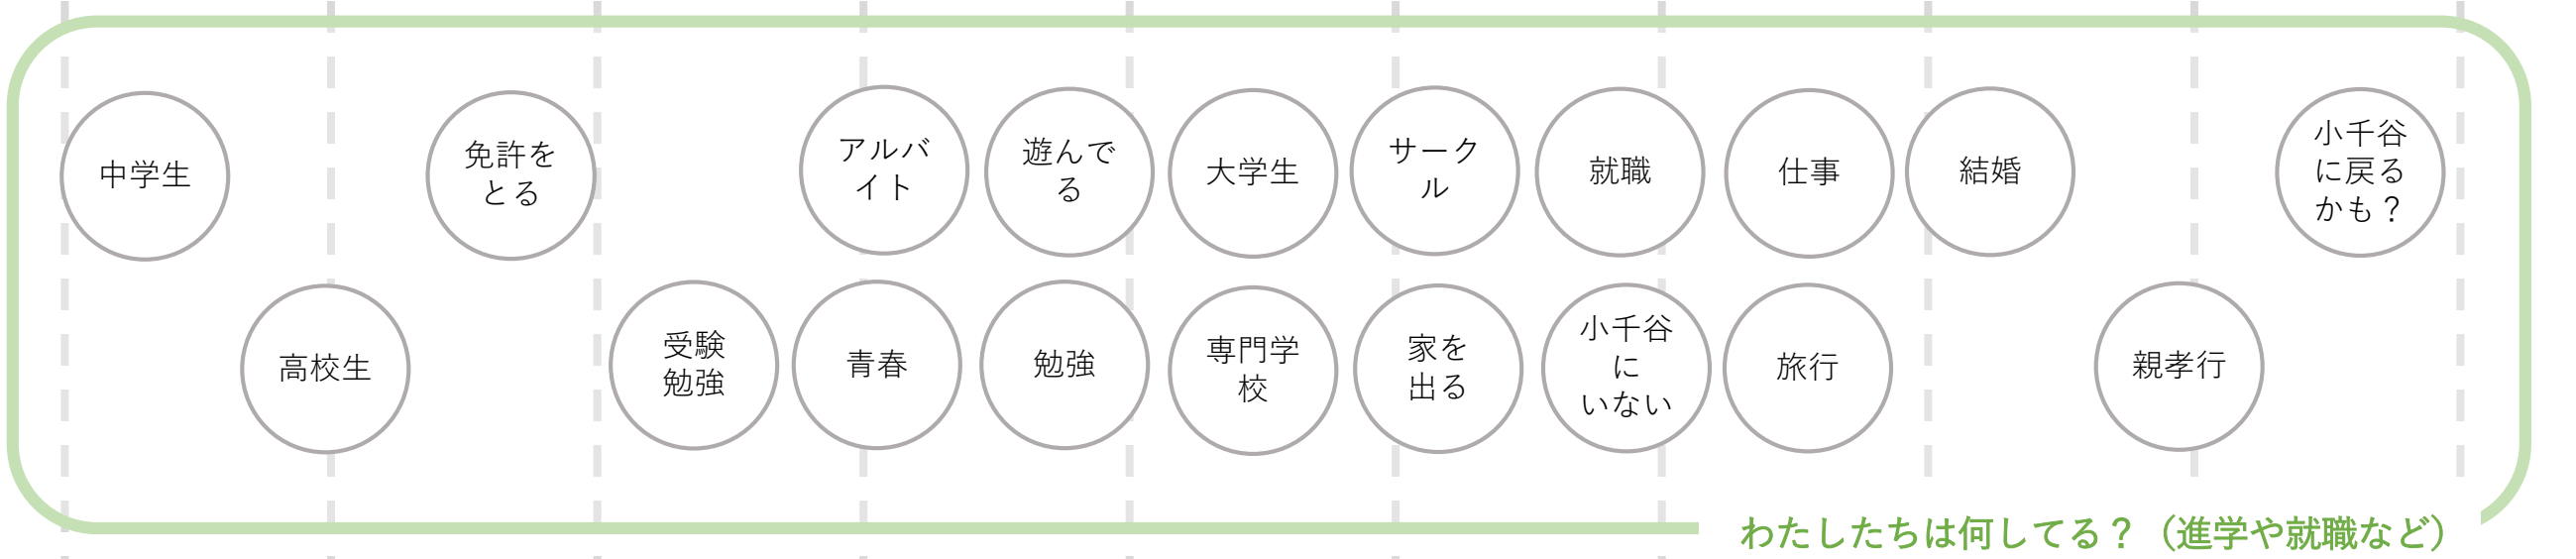 中学生
免許を
とる
アルバ
イト
遊んで
る
大学生
サーク
ル
就職
仕事
結婚
小千谷
に戻る
かも？
高校生
受験
勉強
青春
勉強
専門学
校
家を
出る
小千谷
に
いない
旅行
親孝行
わたしたちは何してる？（進学や就職など）